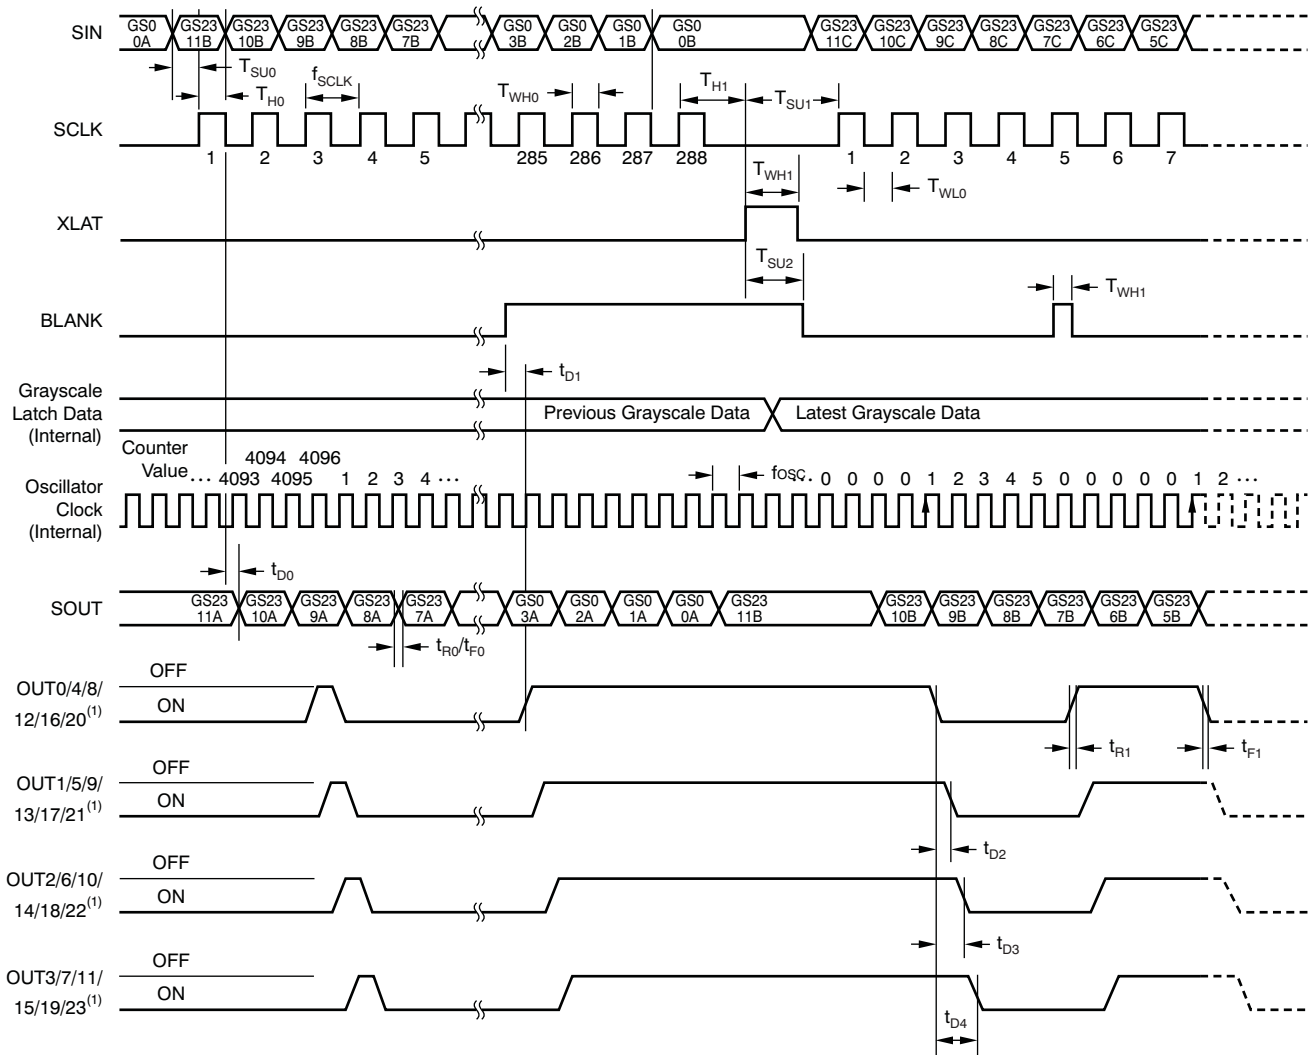 SIN
GS0 GS23 GS23 GS23 GS23 GS23 GS0 GS0 GS0 GS0 GS23 GS23 GS23 GS23 GS23 GS23 GS23
0A 11B 10B 9B 8B 7B 3B 2B 1B 0B 11C 10C 9C 8C 7C 6C 5C
TSU0 fSCLK TH1
TH0 TWH0 TSU1
SCLK
1 2 3 4 5 285 286 287 288 1 2 3 4 5 6 7
TWH1 TWL0
XLAT
TSU2
TWH1
BLANK
tD1
Grayscale
Latch Data
(Internal)
Previous Grayscale Data Latest Grayscale Data
Counter
Value
4094 4096
... 4093 4095 1 2 3 4 ...
fOSC ... 0 0 0 0 1 2 3 4 5 0 0 0 0 0 1 2 ...
Oscillator
Clock
(Internal)
tD0
SOUT
GS23 GS23 GS23 GS23 GS23 GS0 GS0 GS0 GS0 GS23 GS23 GS23 GS23 GS23 GS23 GS23
11A 10A 9A 8A 7A 3A 2A 1A 0A 11B 10B 9B 8B 7B 6B 5B
tR0/tF0
OFF
OUT0/4/8/
12/16/20(1)
ON
tR1 tF1
OFF
OUT1/5/9/
13/17/21(1)
ON
tD2
OFF
OUT2/6/10/
14/18/22(1)
ON
tD3
OFF
OUT3/7/11/
15/19/23(1)
ON
tD4